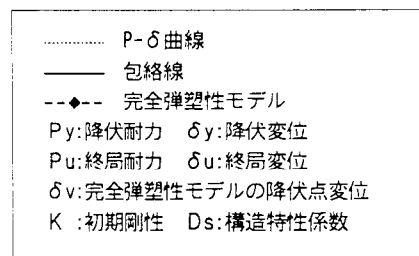 P-δ曲線
包絡線
完全弾塑性モデル
Py:降伏耐力 δy:降伏変位
Pu:終局耐力 δu:終局変位
δv:完全弾塑性モデルの降伏点変位
K :初期剛性 Ds:構造特性係数